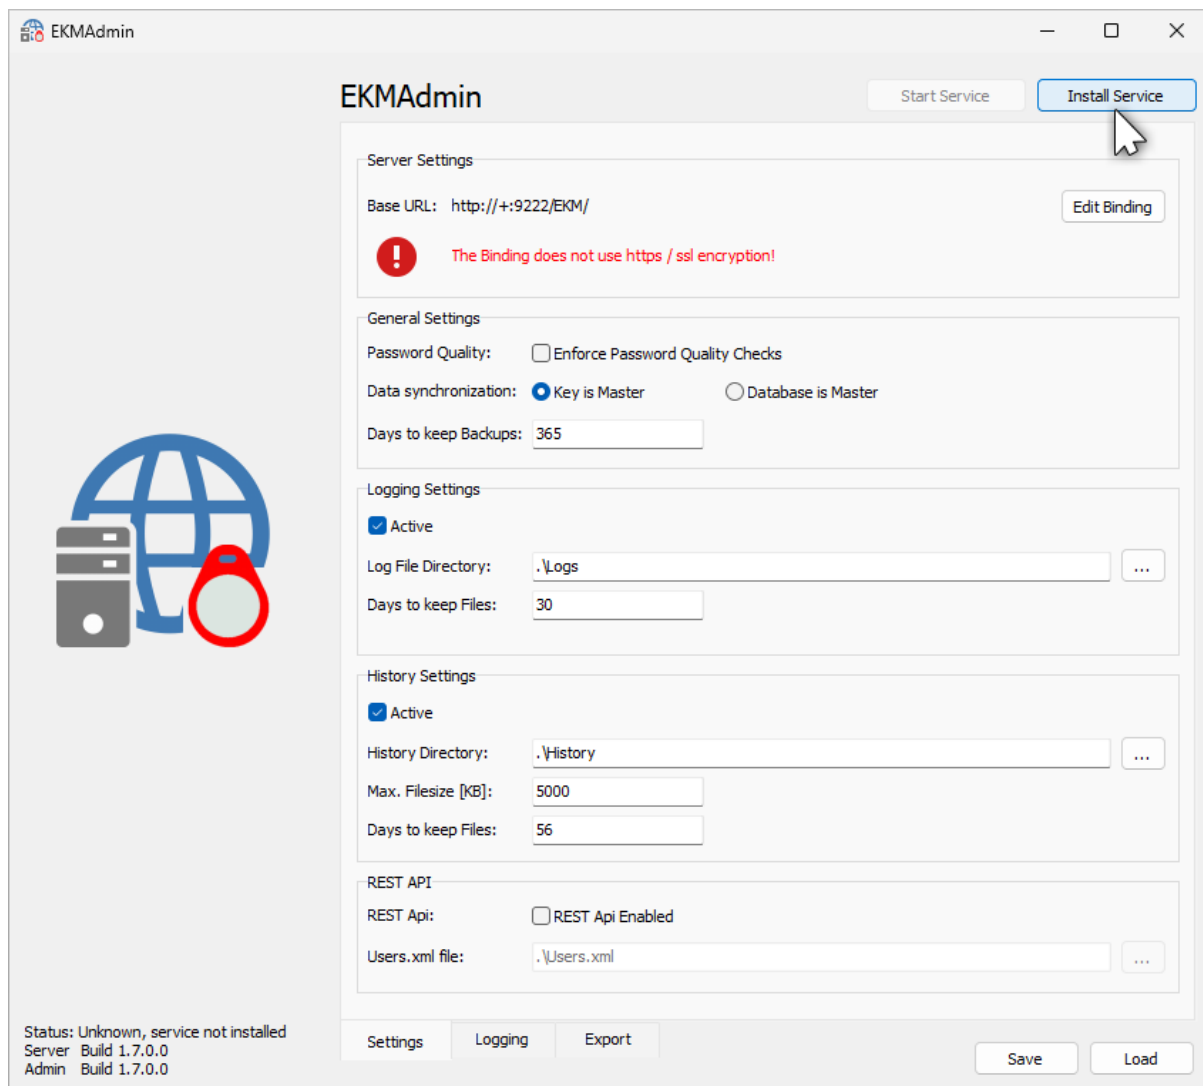 EKMAdmin
EKMAdmin
Start Service
Install Service
Server Settings
Base URL: http://+:9222/EKM/
Edit Binding
The Binding does not use https / ssl encryption!
General Settings
Password Quality: Enforce Password Quality Checks
Data synchronization: Key is Master Database is Master
Days to keep Backups: 365
Logging Settings
Active
Log File Directory: .\Logs ...
Days to keep Files: 30
History Settings
Active
History Directory: .\History ...
Max. Filesize [KB]: 5000
Days to keep Files: 56
REST API
REST Api: REST Api Enabled
Users.xml file: .\Users.xml ...
Status: Unknown, service not installed
Server Build 1.7.0.0
Admin Build 1.7.0.0
Settings Logging Export
Save Load